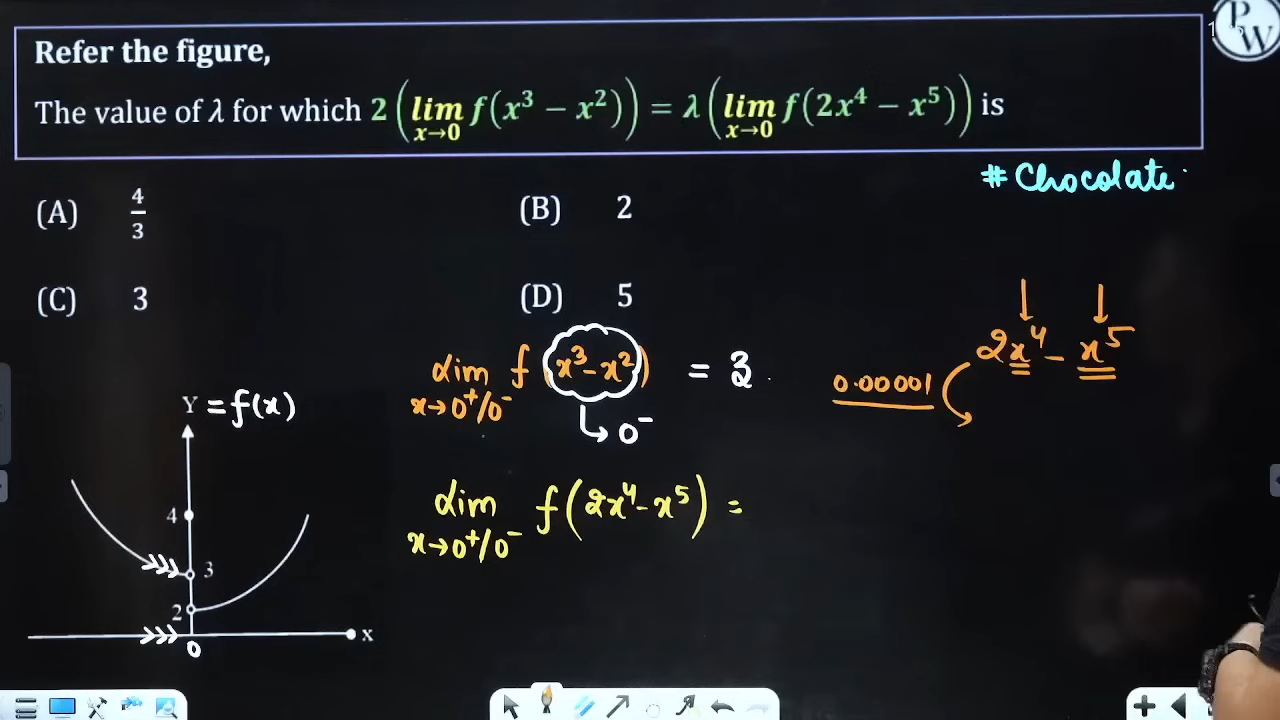 PW
1
Refer the figure,
The value of λ for which 2 (lim x→0 f(x³ − x²)) = λ (lim x→0 f(2x⁴ − x⁵)) is
# Chocolate
(A) 4/3 (B) 2
(C) 3 (D) 5
lim x→0⁺/0⁻ f(x³ − x²) = 3
↳ 0⁻
0.00001
2x⁴ − x⁵
lim x→0⁺/0⁻ f(2x⁴ − x⁵) =
Y = f(x)
4
3
2
0
x